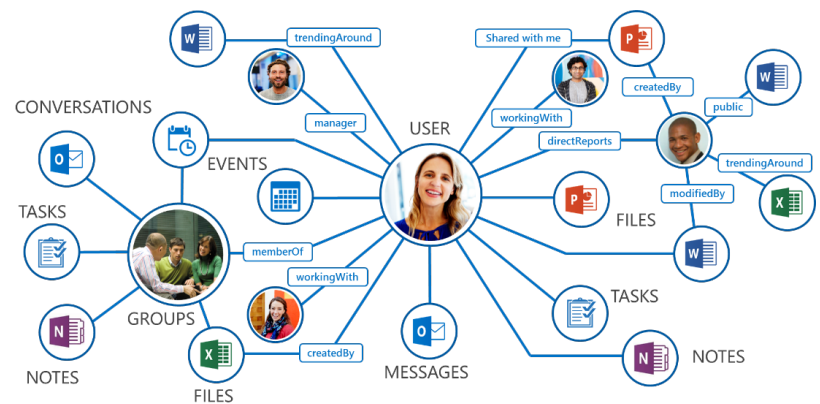 trendingAround
Shared with me
P
W
W
createdBy
public
W
CONVERSATIONS
manager
workingWith
USER
directReports
O
EVENTS
trendingAround
TASKS
modifiedBy
P
X
FILES
memberOf
W
workingWith
TASKS
GROUPS
N
O
createdBy
X
N
NOTES
MESSAGES
NOTES
FILES